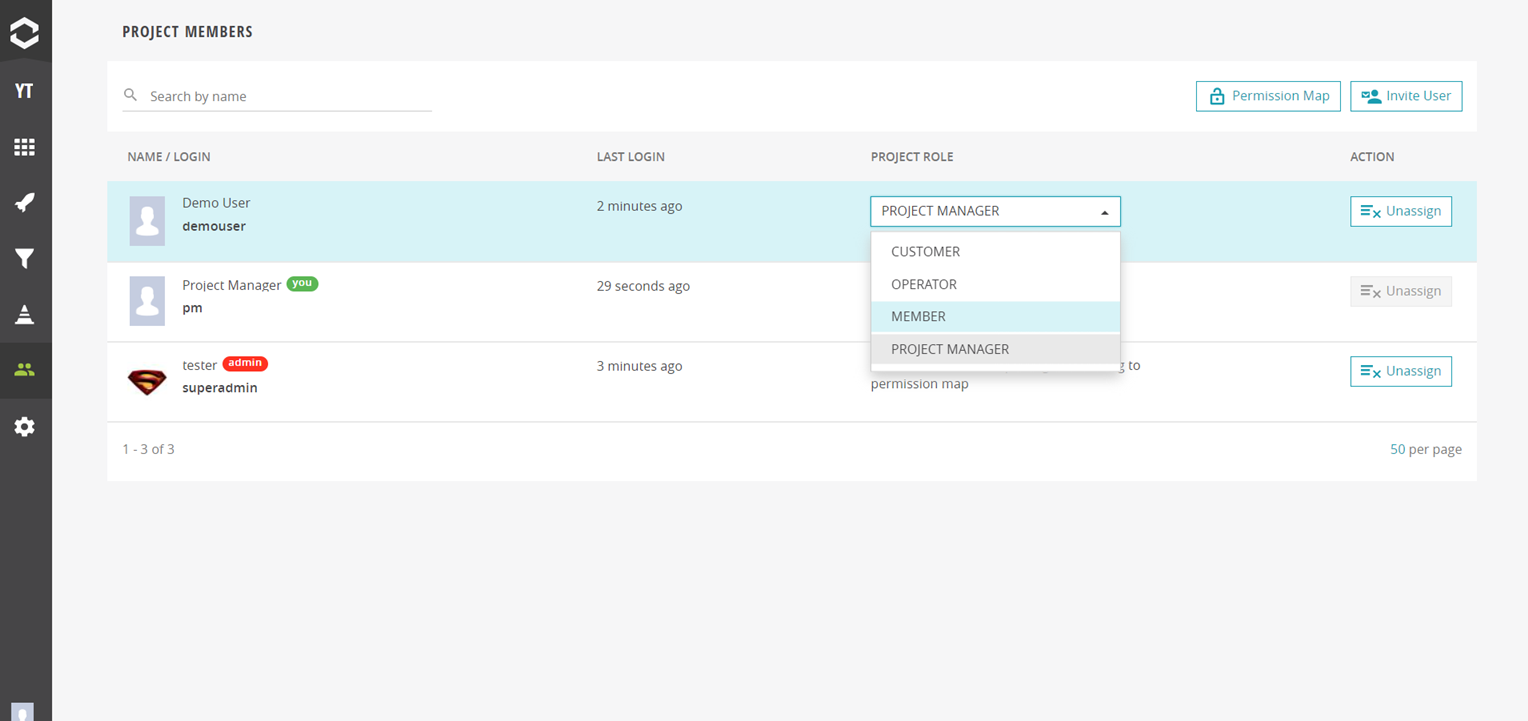 PROJECT MEMBERS
YT
Search by name
Permission Map
Invite User
NAME / LOGIN
LAST LOGIN
PROJECT ROLE
ACTION
Demo User
demouser
2 minutes ago
PROJECT MANAGER
Unassign
CUSTOMER
OPERATOR
MEMBER
PROJECT MANAGER
Project Manager you
pm
29 seconds ago
Unassign
tester admin
superadmin
3 minutes ago
to
permission map
Unassign
1 - 3 of 3
50 per page